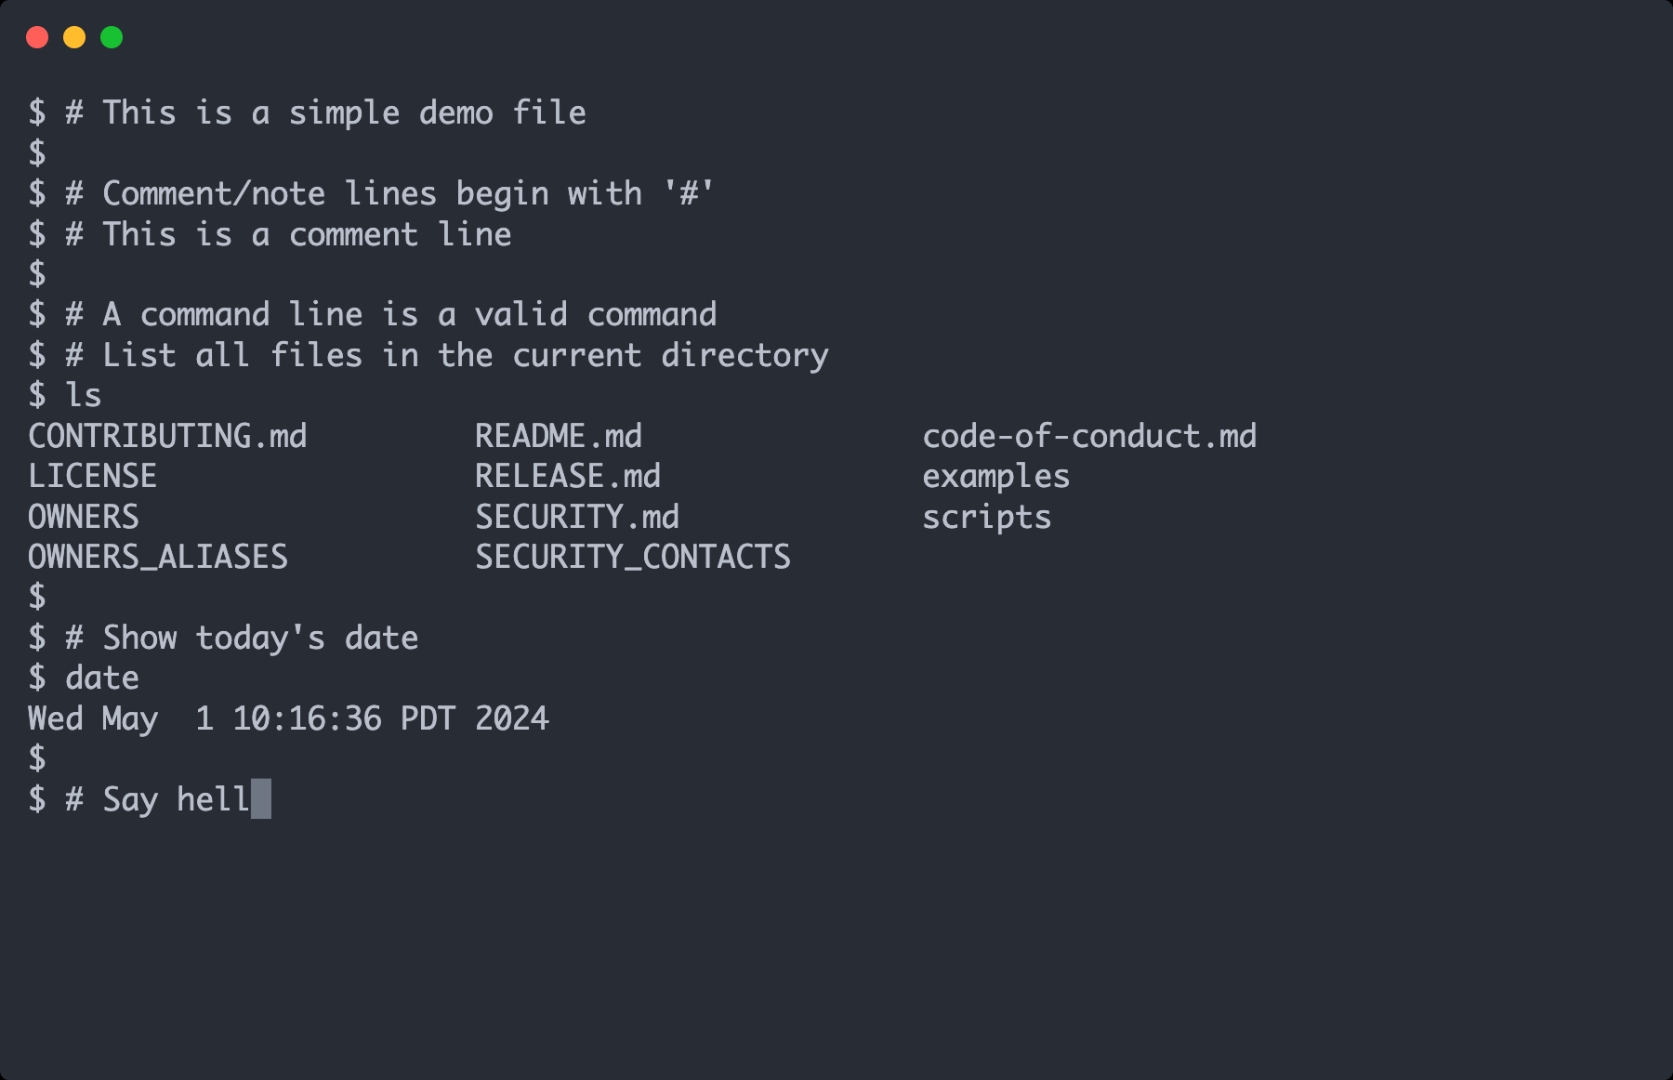 $ # This is a simple demo file
$
$ # Comment/note lines begin with '#'
$ # This is a comment line
$
$ # A command line is a valid command
$ # List all files in the current directory
$ ls
CONTRIBUTING.md         README.md               code-of-conduct.md
LICENSE                 RELEASE.md              examples
OWNERS                  SECURITY.md             scripts
OWNERS_ALIASES          SECURITY_CONTACTS
$
$ # Show today's date
$ date
Wed May  1 10:16:36 PDT 2024
$
$ # Say hell